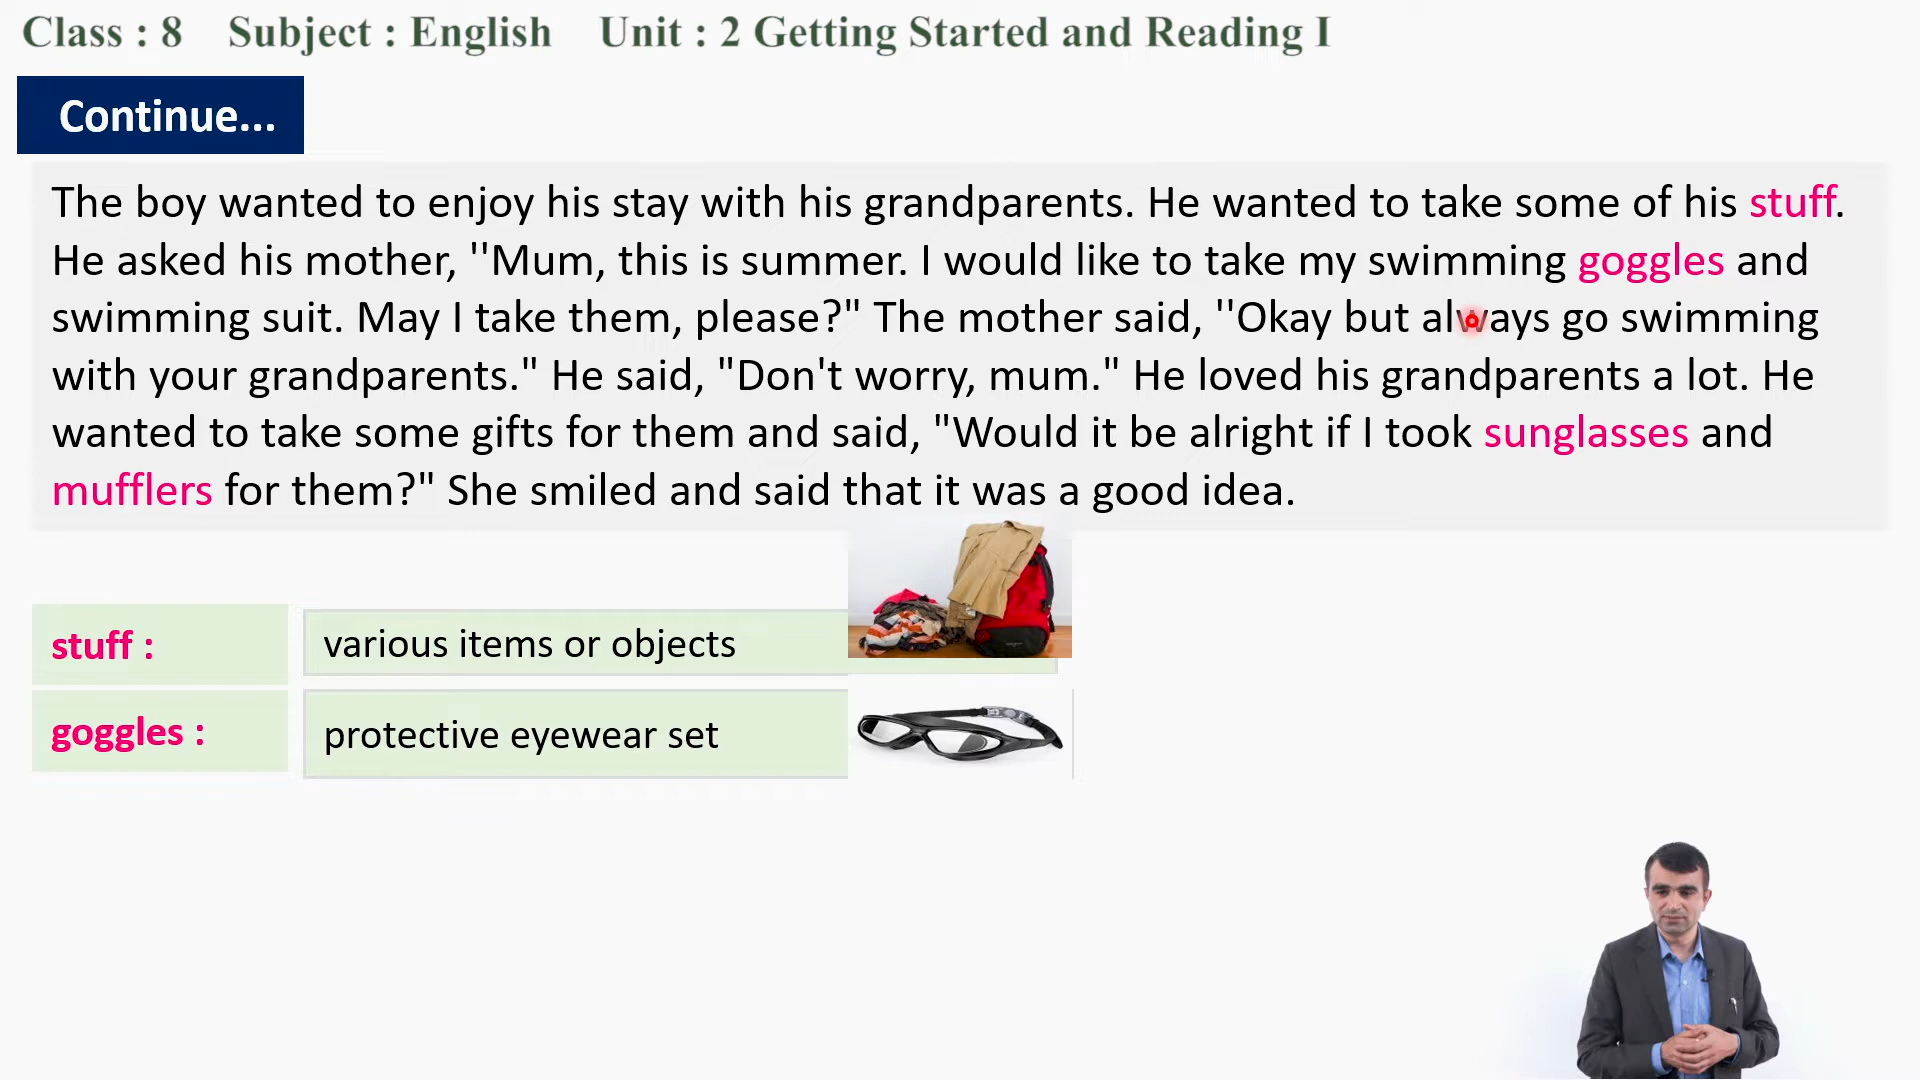 Class : 8 Subject : English Unit : 2 Getting Started and Reading I
Continue...
The boy wanted to enjoy his stay with his grandparents. He wanted to take some of his stuff.
He asked his mother, ''Mum, this is summer. I would like to take my swimming goggles and
swimming suit. May I take them, please?" The mother said, ''Okay but always go swimming
with your grandparents." He said, "Don't worry, mum." He loved his grandparents a lot. He
wanted to take some gifts for them and said, "Would it be alright if I took sunglasses and
mufflers for them?" She smiled and said that it was a good idea.
stuff : various items or objects
goggles : protective eyewear set